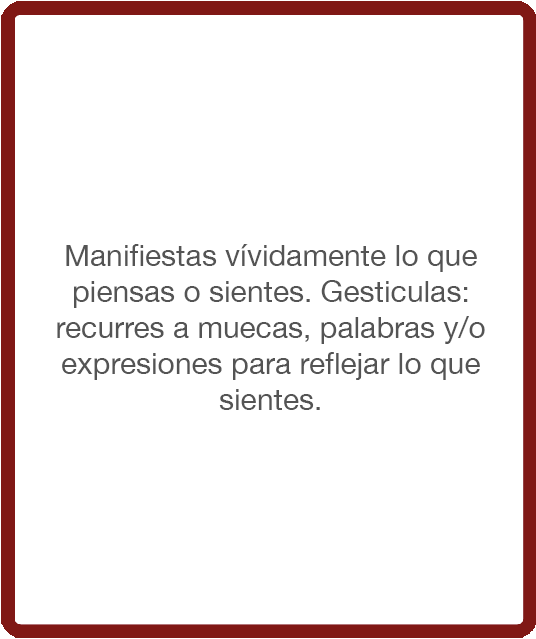 Manifiestas vívidamente lo que
piensas o sientes. Gesticulas:
recurres a muecas, palabras y/o
expresiones para reflejar lo que
sientes.